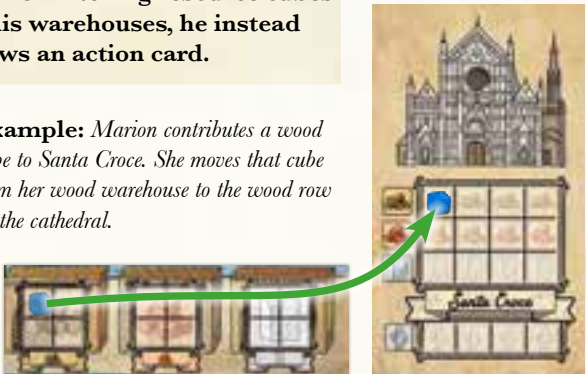 his warehouses, he instead
ws an action card.
xample: Marion contributes a wood
be to Santa Croce. She moves that cube
m her wood warehouse to the wood row
the cathedral.
Santa Croce